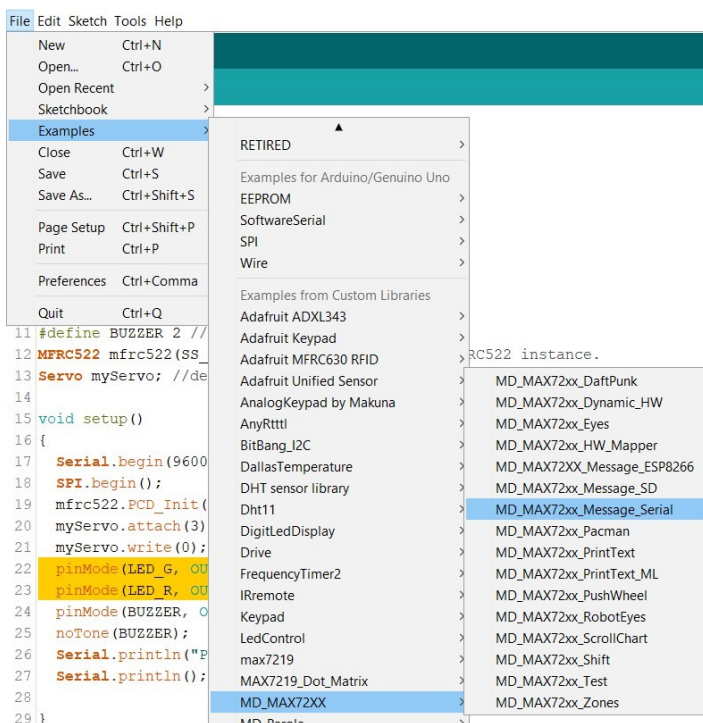 File Edit Sketch Tools Help
New Ctrl+N
Open... Ctrl+O
Open Recent
Sketchbook
Examples
Close Ctrl+W
Save Ctrl+S
Save As... Ctrl+Shift+S
Page Setup Ctrl+Shift+P
Print Ctrl+P
Preferences Ctrl+Comma
Quit Ctrl+Q
RETIRED
Examples for Arduino/Genuino Uno
EEPROM
SoftwareSerial
SPI
Wire
Examples from Custom Libraries
Adafruit ADXL343
Adafruit Keypad
Adafruit MFRC630 RFID
Adafruit Unified Sensor
AnalogKeypad by Makuna
AnyRtttl
BitBang_I2C
DallasTemperature
DHT sensor library
Dht11
DigitLedDisplay
Drive
FrequencyTimer2
IRremote
Keypad
LedControl
max7219
MAX7219_Dot_Matrix
MD_MAX72XX
MD_Parola
MD_MAX72xx_DaftPunk
MD_MAX72xx_Dynamic_HW
MD_MAX72xx_Eyes
MD_MAX72xx_HW_Mapper
MD_MAX72XX_Message_ESP8266
MD_MAX72xx_Message_SD
MD_MAX72xx_Message_Serial
MD_MAX72xx_Pacman
MD_MAX72xx_PrintText
MD_MAX72xx_PrintText_ML
MD_MAX72xx_PushWheel
MD_MAX72xx_RobotEyes
MD_MAX72xx_ScrollChart
MD_MAX72xx_Shift
MD_MAX72xx_Test
MD_MAX72xx_Zones
11 #define BUZZER 2 //
12 MFRC522 mfrc522(SS_ RC522 instance.
13 Servo myServo; //de
14
15 void setup()
16 {
17 Serial.begin(9600
18 SPI.begin();
19 mfrc522.PCD_Init(
20 myServo.attach(3)
21 myServo.write(0);
22 pinMode(LED_G, OU
23 pinMode(LED_R, OU
24 pinMode(BUZZER, O
25 noTone(BUZZER);
26 Serial.println("P
27 Serial.println();
28
29 }